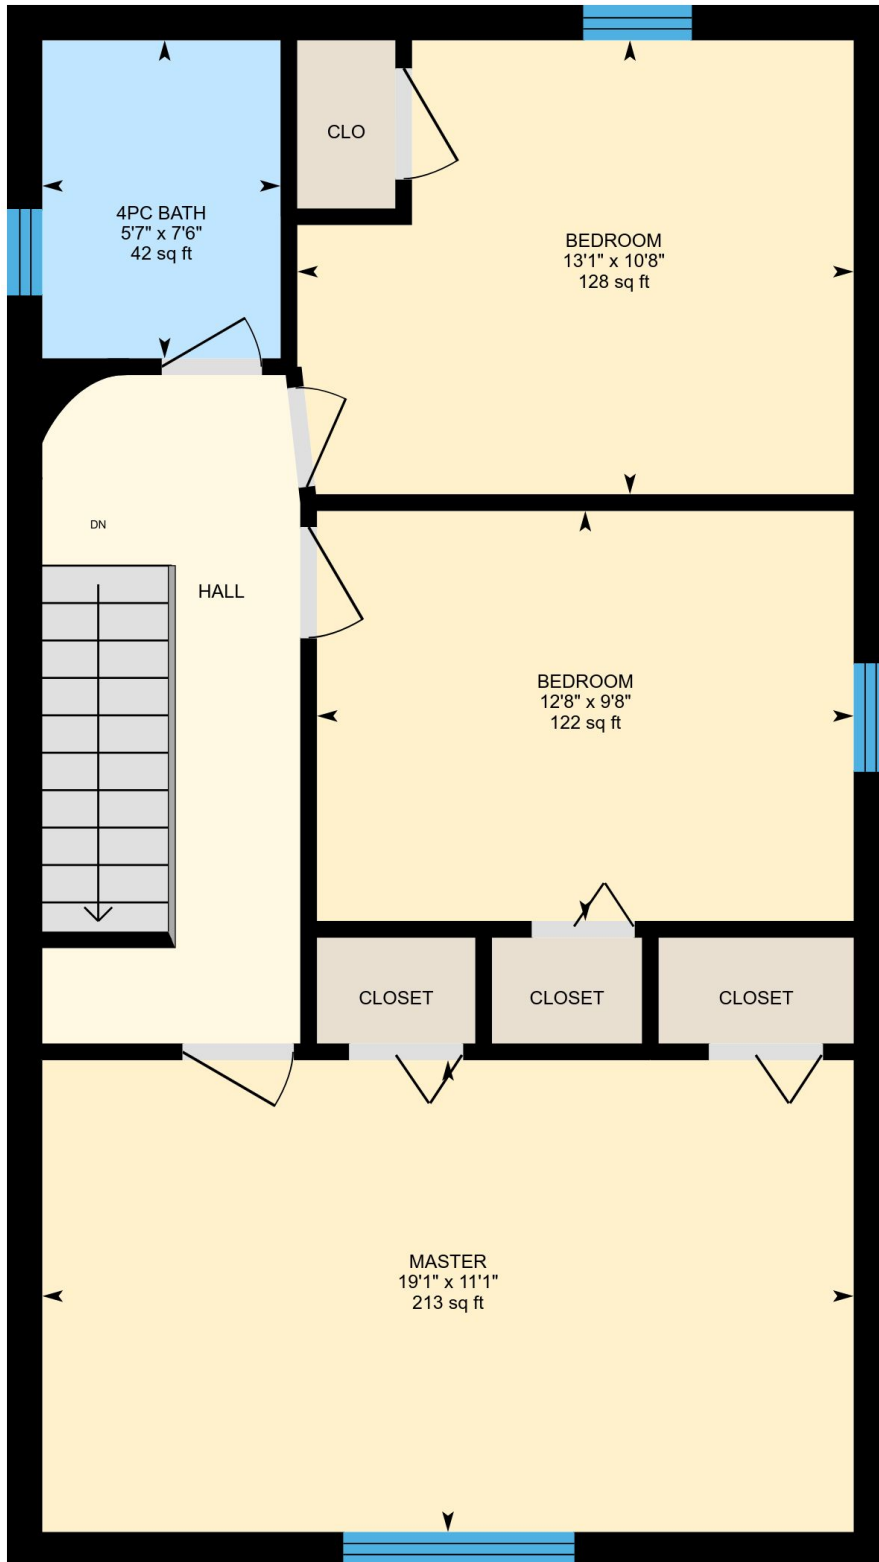 CLO
4PC BATH
5'7" x 7'6"
42 sq ft
BEDROOM
13'1" x 10'8"
128 sq ft
DN
HALL
BEDROOM
12'8" x 9'8"
122 sq ft
CLOSET
CLOSET
CLOSET
MASTER
19'1" x 11'1"
213 sq ft